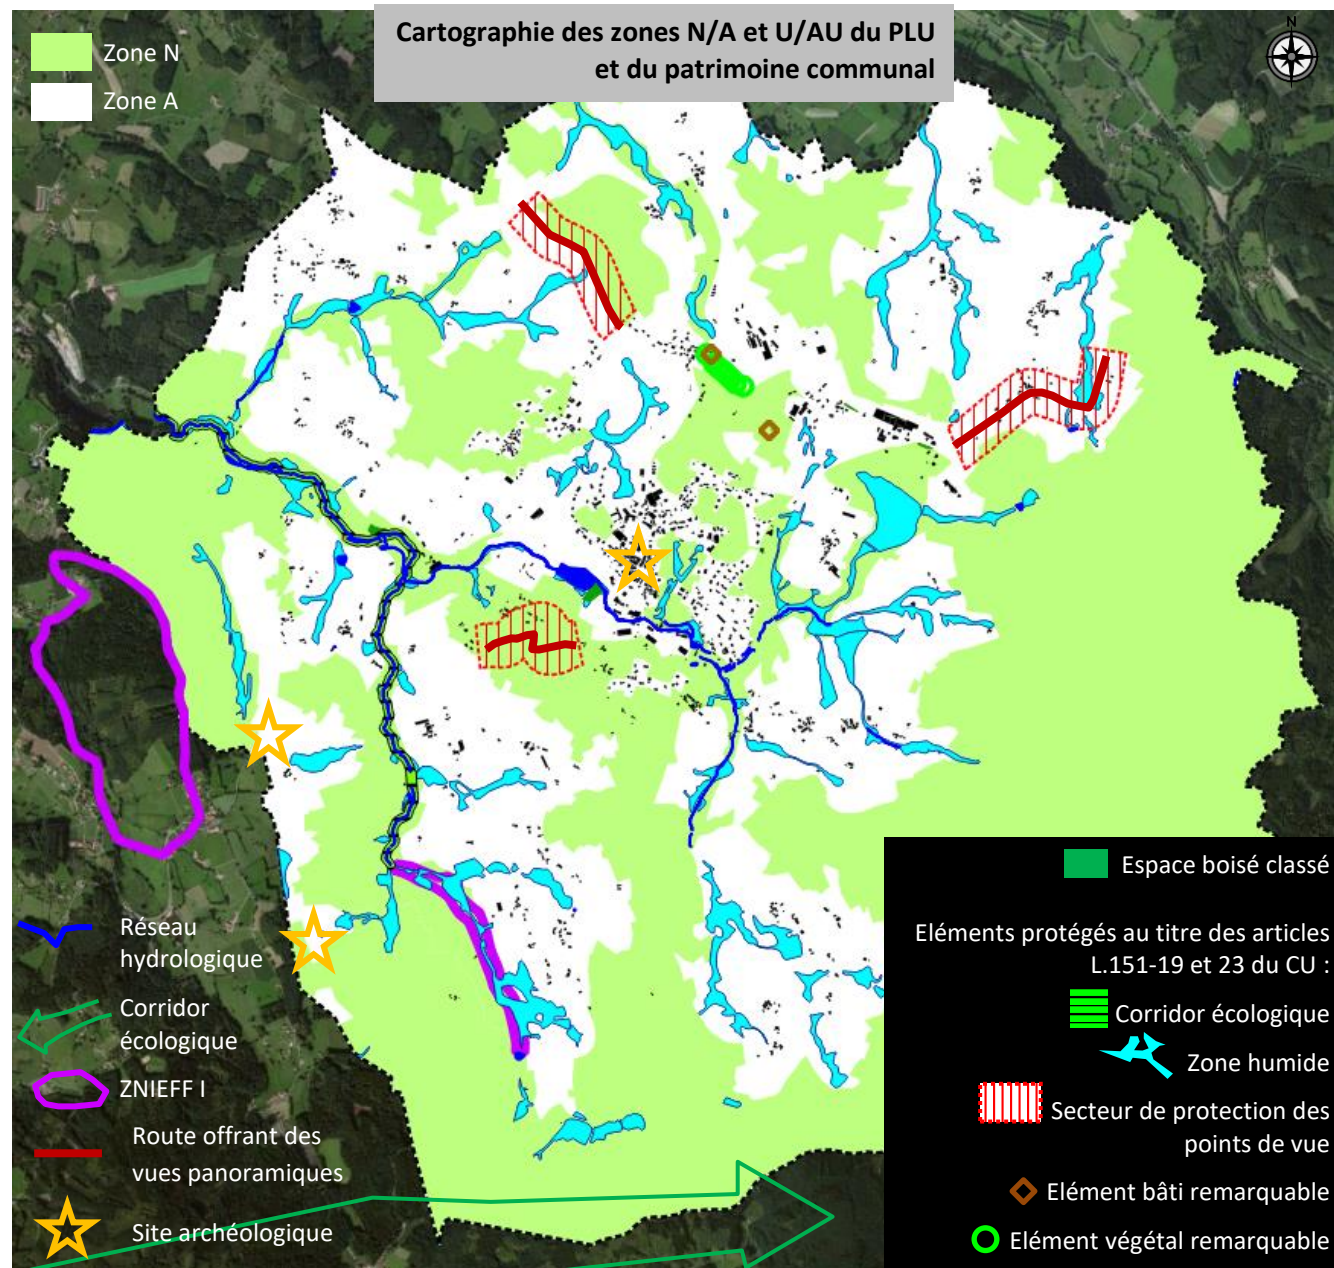 Cartographie des zones N/A et U/AU du PLU
et du patrimoine communal
N
Zone N
Zone A
Réseau
hydrologique
Corridor
écologique
ZNIEFF I
Route offrant des
vues panoramiques
Site archéologique
Espace boisé classé
Eléments protégés au titre des articles
L.151-19 et 23 du CU :
Corridor écologique
Zone humide
Secteur de protection des
points de vue
Elément bâti remarquable
Elément végétal remarquable